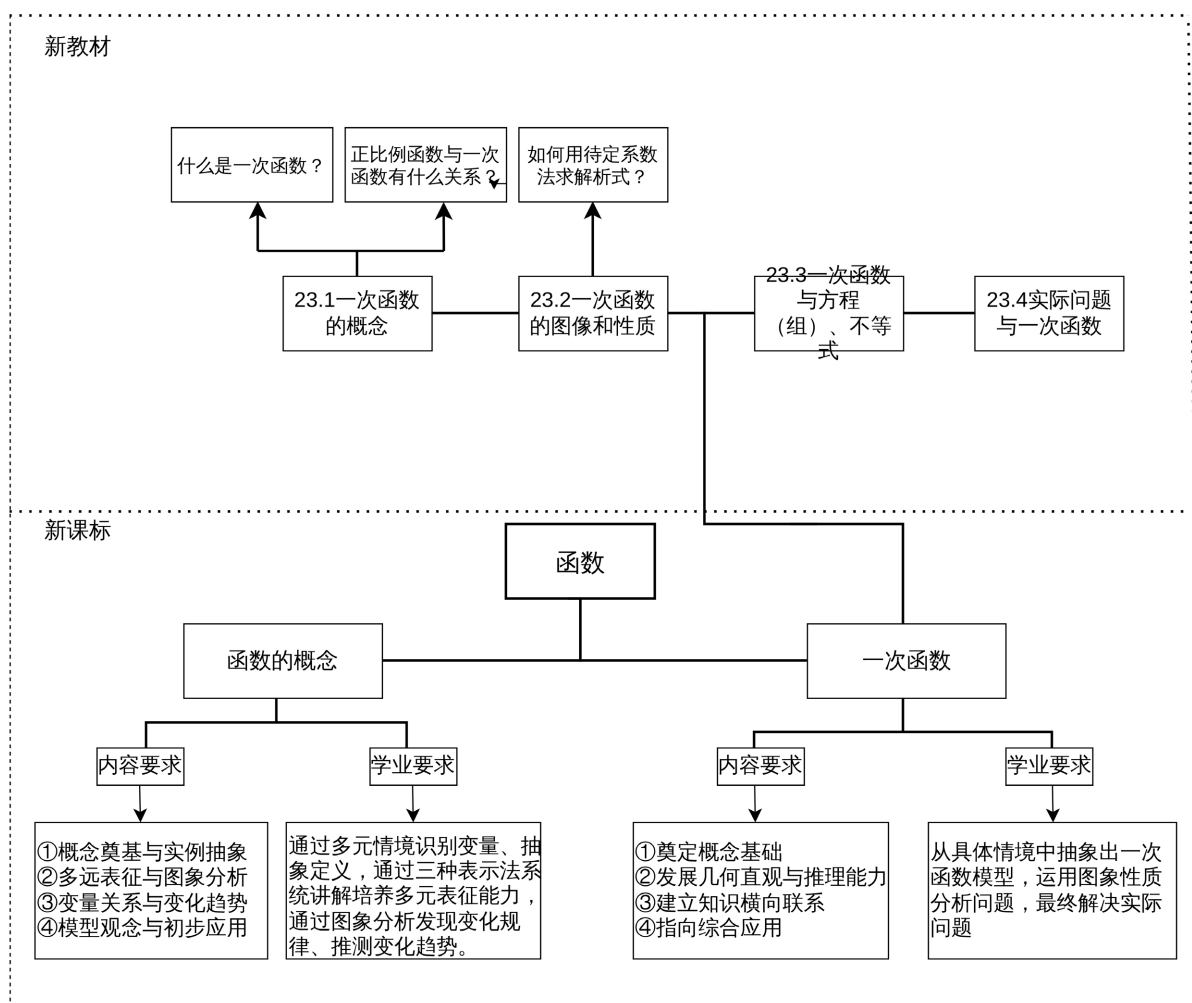 新教材
什么是一次函数？
正比例函数与一次
函数有什么关系？
如何用待定系数
法求解析式？
23.1一次函数
的概念
23.2一次函数
的图像和性质
23.3一次函数
与方程
（组）、不等
式
23.4实际问题
与一次函数
新课标
函数
函数的概念
一次函数
内容要求
学业要求
内容要求
学业要求
①概念奠基与实例抽象
②多远表征与图象分析
③变量关系与变化趋势
④模型观念与初步应用
通过多元情境识别变量、抽
象定义，通过三种表示法系
统讲解培养多元表征能力，
通过图象分析发现变化规
律、推测变化趋势。
①奠定概念基础
②发展几何直观与推理能力
③建立知识横向联系
④指向综合应用
从具体情境中抽象出一次
函数模型，运用图象性质
分析问题，最终解决实际
问题